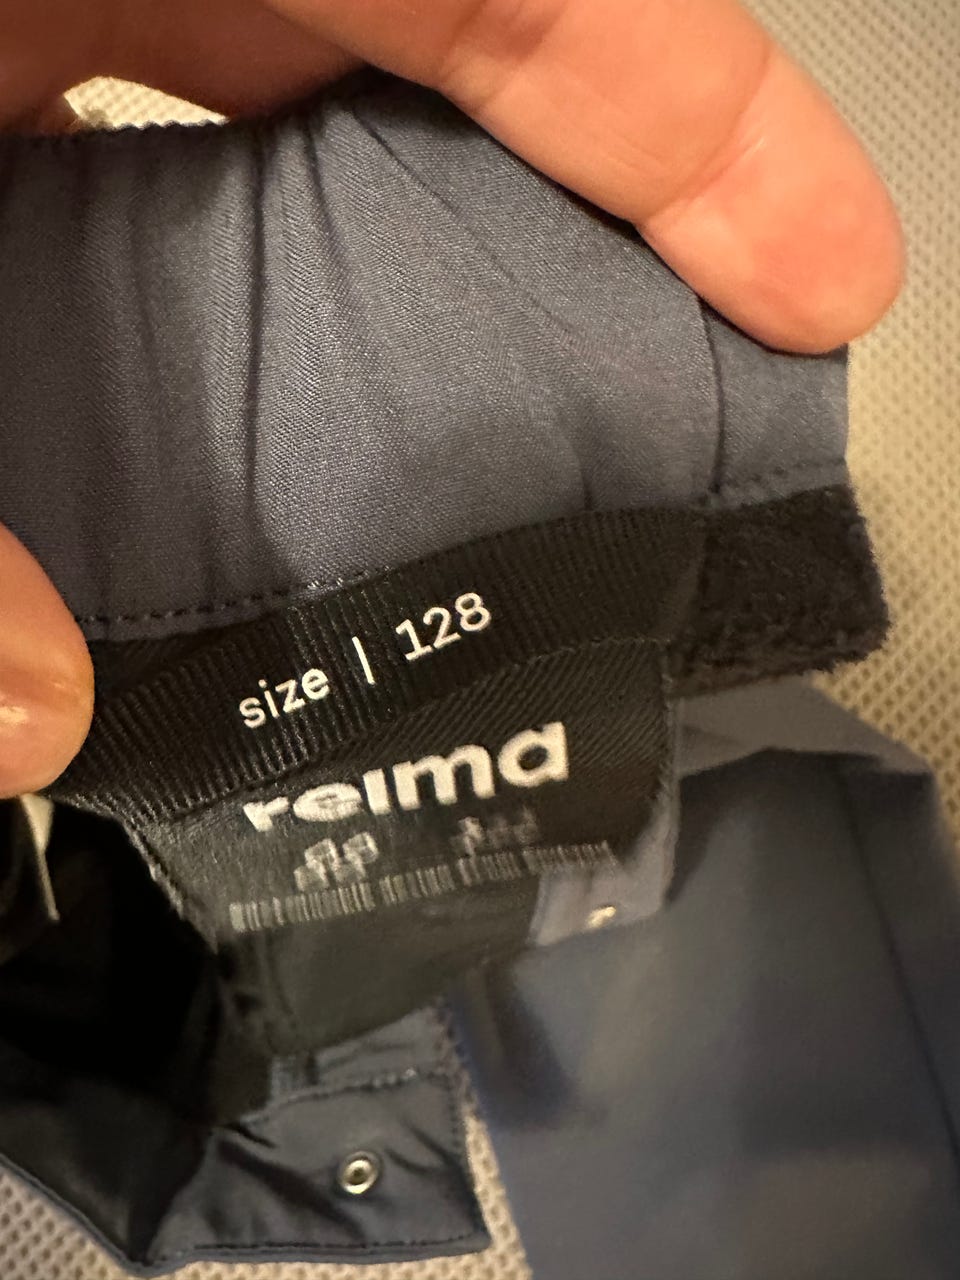 size | 128
reima